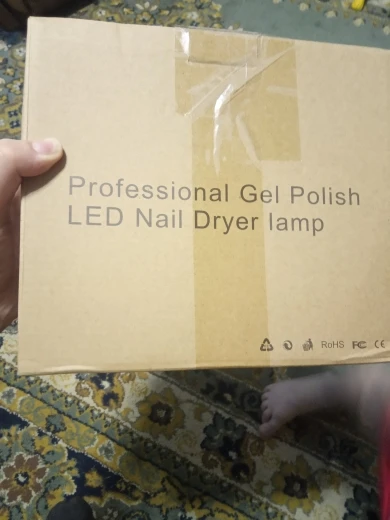 Professional Gel Polish
LED Nail Dryer lamp
RoHS FC CE